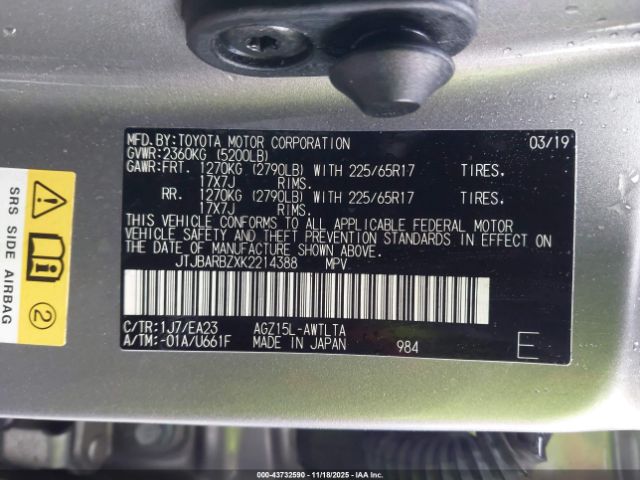 MFD.BY:TOYOTA MOTOR CORPORATION 03/19
GVWR:2360KG (5200LB)
GAWR:FRT. 1270KG (2790LB) WITH 225/65R17 TIRES.
17X7J RIMS.
RR. 1270KG (2790LB) WITH 225/65R17 TIRES.
17X7J RIMS.
THIS VEHICLE CONFORMS TO ALL APPLICABLE FEDERAL MOTOR
VEHICLE SAFETY AND THEFT PREVENTION STANDARDS IN EFFECT
ON THE DATE OF MANUFACTURE SHOWN ABOVE.
JTJBARBZXK2214388 MPV
C/TR:1J7/EA23 AGZ15L-AWTLTA
A/TM:-01A/U661F MADE IN JAPAN 984 E
SRS SIDE AIRBAG
2
000-43732590 - 11/18/2025 - IAA Inc.